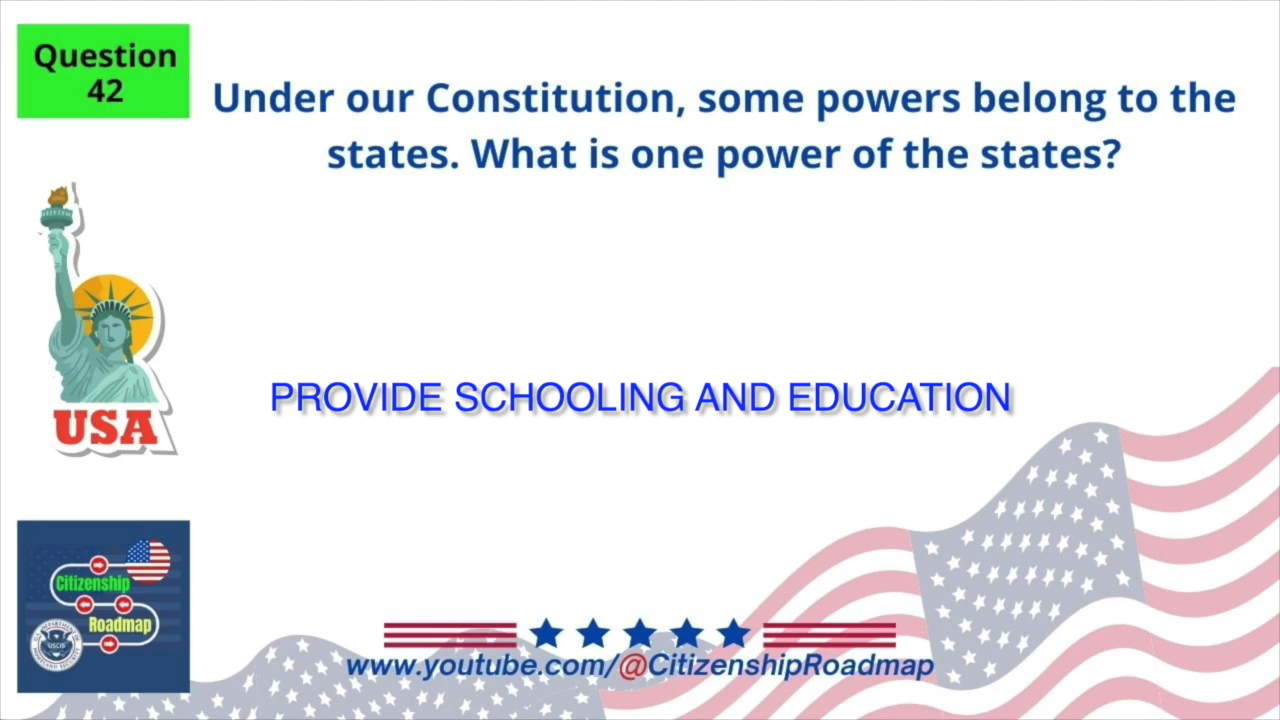 Question
42
Under our Constitution, some powers belong to the
states. What is one power of the states?
USA
PROVIDE SCHOOLING AND EDUCATION
Citizenship
Roadmap
USCIS
www.youtube.com/@CitizenshipRoadmap